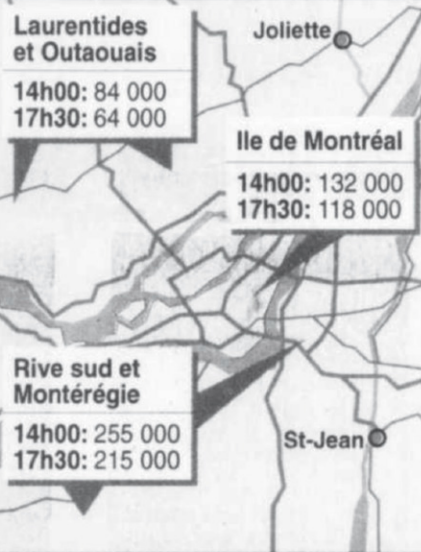 Laurentides
et Outaouais
14h00: 84 000
17h30: 64 000
Joliette
Ile de Montréal
14h00: 132 000
17h30: 118 000
Rive sud et
Montérégie
14h00: 255 000
17h30: 215 000
St-Jean